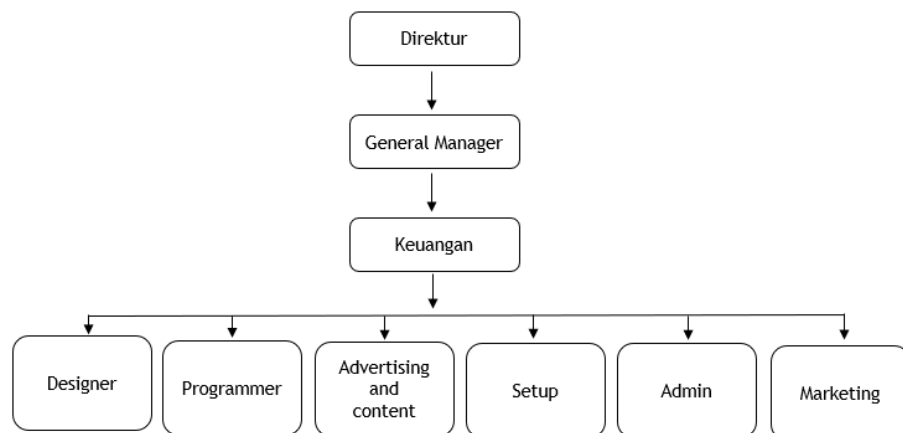 Direktur
General Manager
Keuangan
Designer
Programmer
Advertising
and
content
Setup
Admin
Marketing